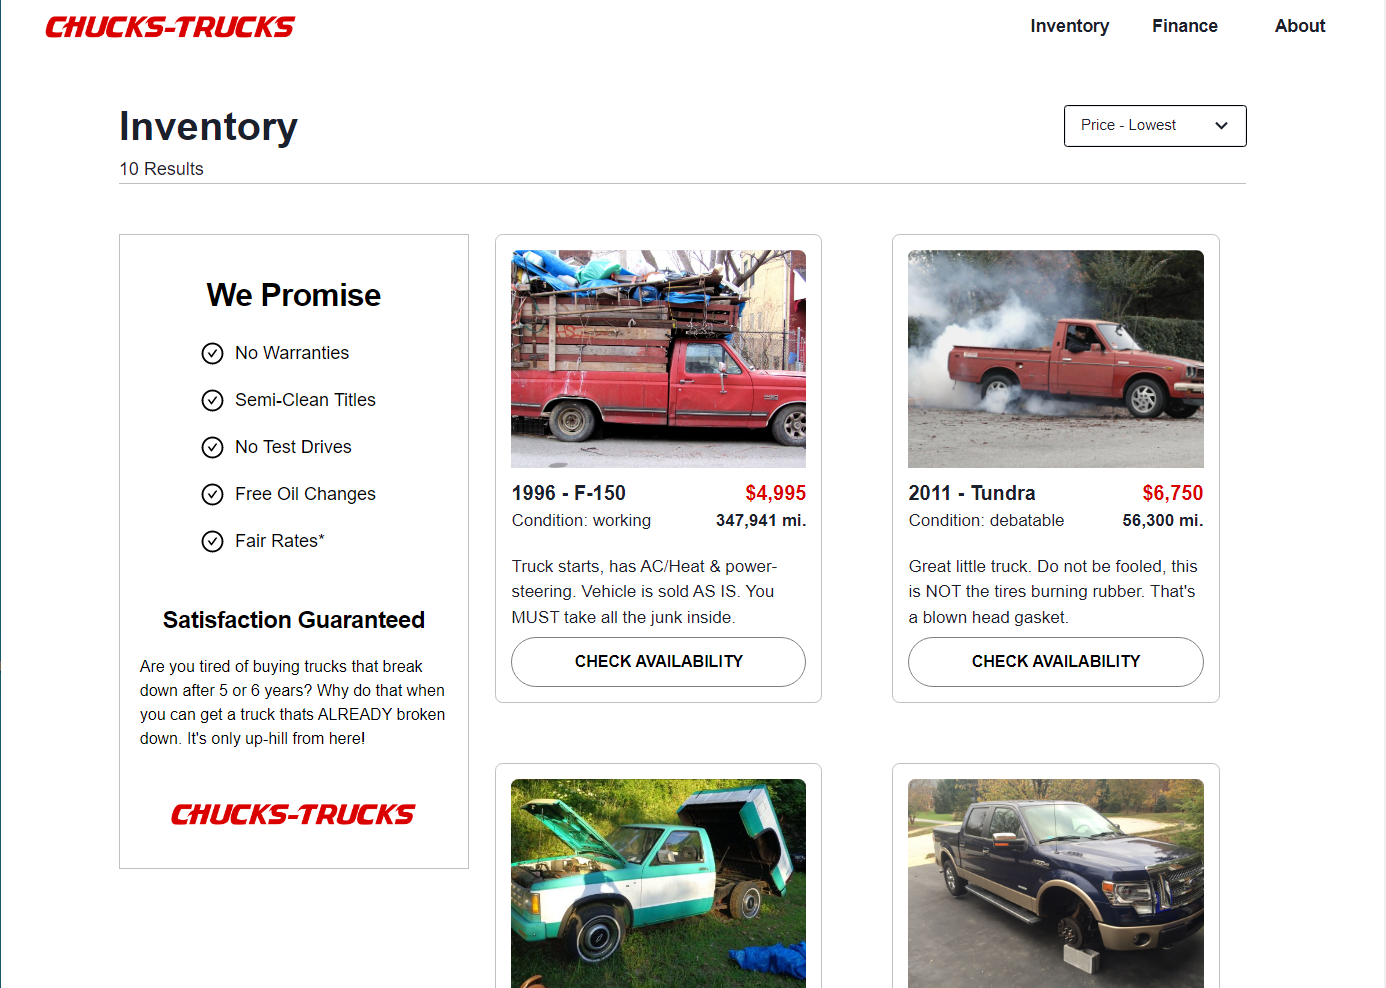 CHUCKS-TRUCKS
Inventory
Finance
About
Inventory
Price - Lowest
10 Results
We Promise
No Warranties
Semi-Clean Titles
No Test Drives
Free Oil Changes
Fair Rates*
Satisfaction Guaranteed
Are you tired of buying trucks that break
down after 5 or 6 years? Why do that when
you can get a truck thats ALREADY broken
down. It's only up-hill from here!
CHUCKS-TRUCKS
1996 - F-150
$4,995
Condition: working
347,941 mi.
Truck starts, has AC/Heat & power-
steering. Vehicle is sold AS IS. You
MUST take all the junk inside.
CHECK AVAILABILITY
2011 - Tundra
$6,750
Condition: debatable
56,300 mi.
Great little truck. Do not be fooled, this
is NOT the tires burning rubber. That's
a blown head gasket.
CHECK AVAILABILITY